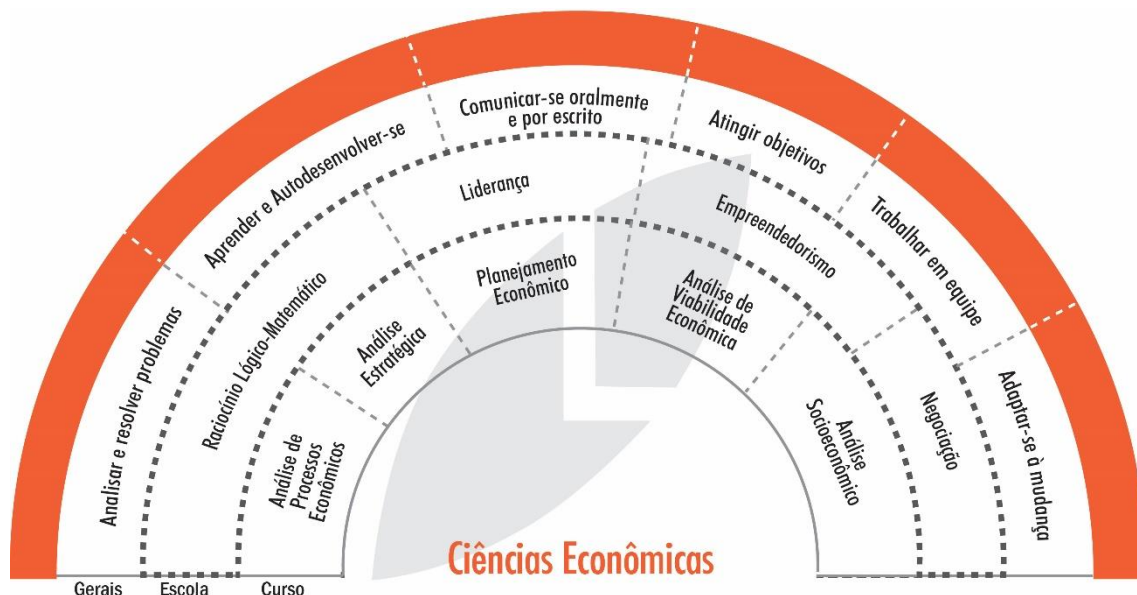 Analisar e resolver problemas
Aprender e Autodesenvolver-se
Comunicar-se oralmente
e por escrito
Atingir objetivos
Trabalhar em equipe
Adaptar-se à mudança
Raciocínio Lógico-Matemático
Liderança
Empreendedorismo
Negociação
Análise de
Processos
Econômicos
Análise
Estratégica
Planejamento
Econômico
Análise de
Viabilidade
Econômica
Análise
Socioeconômico
Ciências Econômicas
Gerais
Escola
Curso